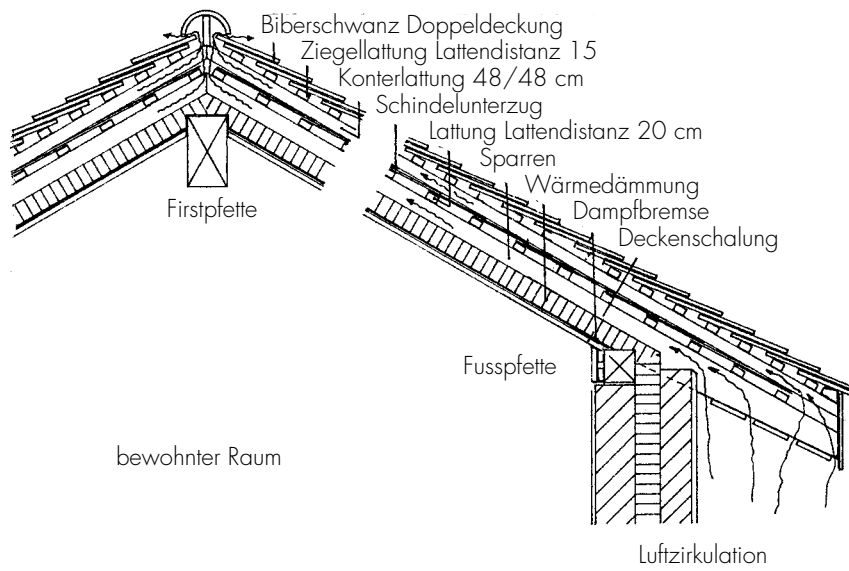 Biberschwanz Doppeldeckung
Ziegellattung Lattendistanz 15
Konterlattung 48/48 cm
Schindelunterzug
Lattung Lattendistanz 20 cm
Sparren
Wärmedämmung
Dampfbremse
Deckenschalung
Firstpfette
Fusspfette
bewohnter Raum
Luftzirkulation